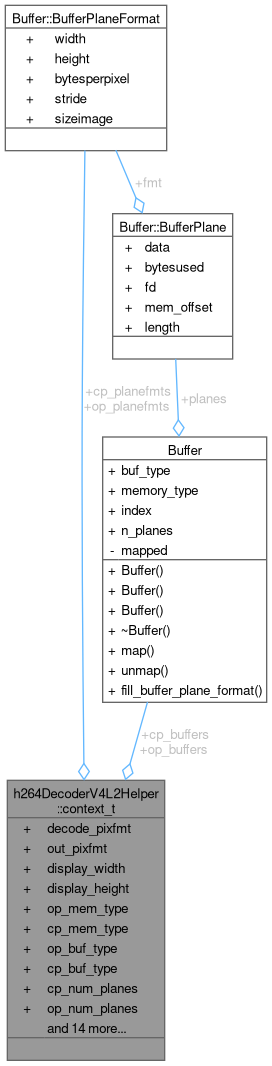 Buffer::BufferPlaneFormat
+ width
+ height
+ bytesperpixel
+ stride
+ sizeimage
+fmt
Buffer::BufferPlane
+ data
+ bytesused
+ fd
+ mem_offset
+ length
+cp_planefmts
+op_planefmts
+planes
Buffer
+ buf_type
+ memory_type
+ index
+ n_planes
- mapped
+ Buffer()
+ Buffer()
+ Buffer()
+ ~Buffer()
+ map()
+ unmap()
+ fill_buffer_plane_format()
+cp_buffers
+op_buffers
h264DecoderV4L2Helper
::context_t
+ decode_pixfmt
+ out_pixfmt
+ display_width
+ display_height
+ op_mem_type
+ cp_mem_type
+ op_buf_type
+ cp_buf_type
+ cp_num_planes
+ op_num_planes
and 14 more...